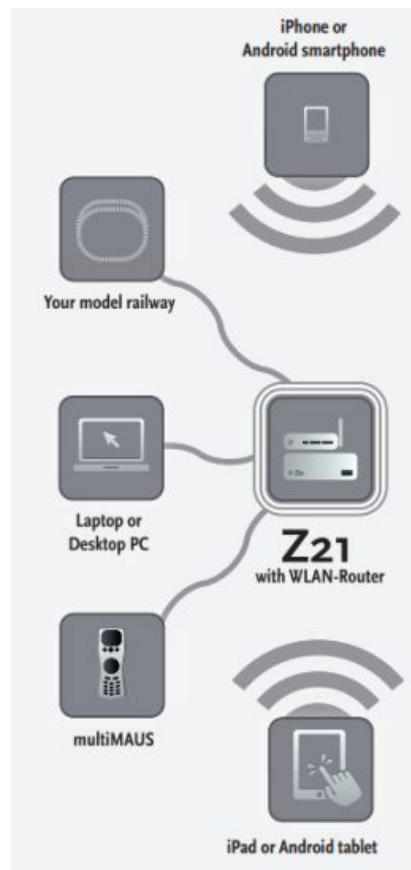 iPhone or
Android smartphone
Your model railway
Laptop or
Desktop PC
Z21
with WLAN-Router
multiMAUS
iPad or Android tablet